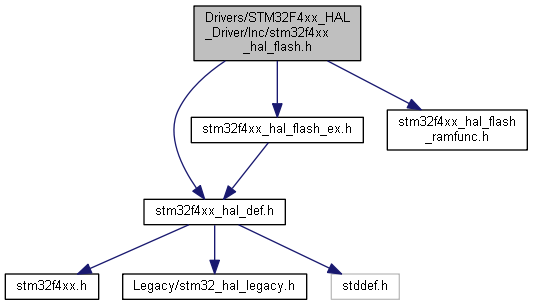 Drivers/STM32F4xx_HAL
_Driver/Inc/stm32f4xx
_hal_flash.h
stm32f4xx_hal_flash_ex.h
stm32f4xx_hal_flash
_ramfunc.h
stm32f4xx_hal_def.h
stm32f4xx.h
Legacy/stm32_hal_legacy.h
stddef.h